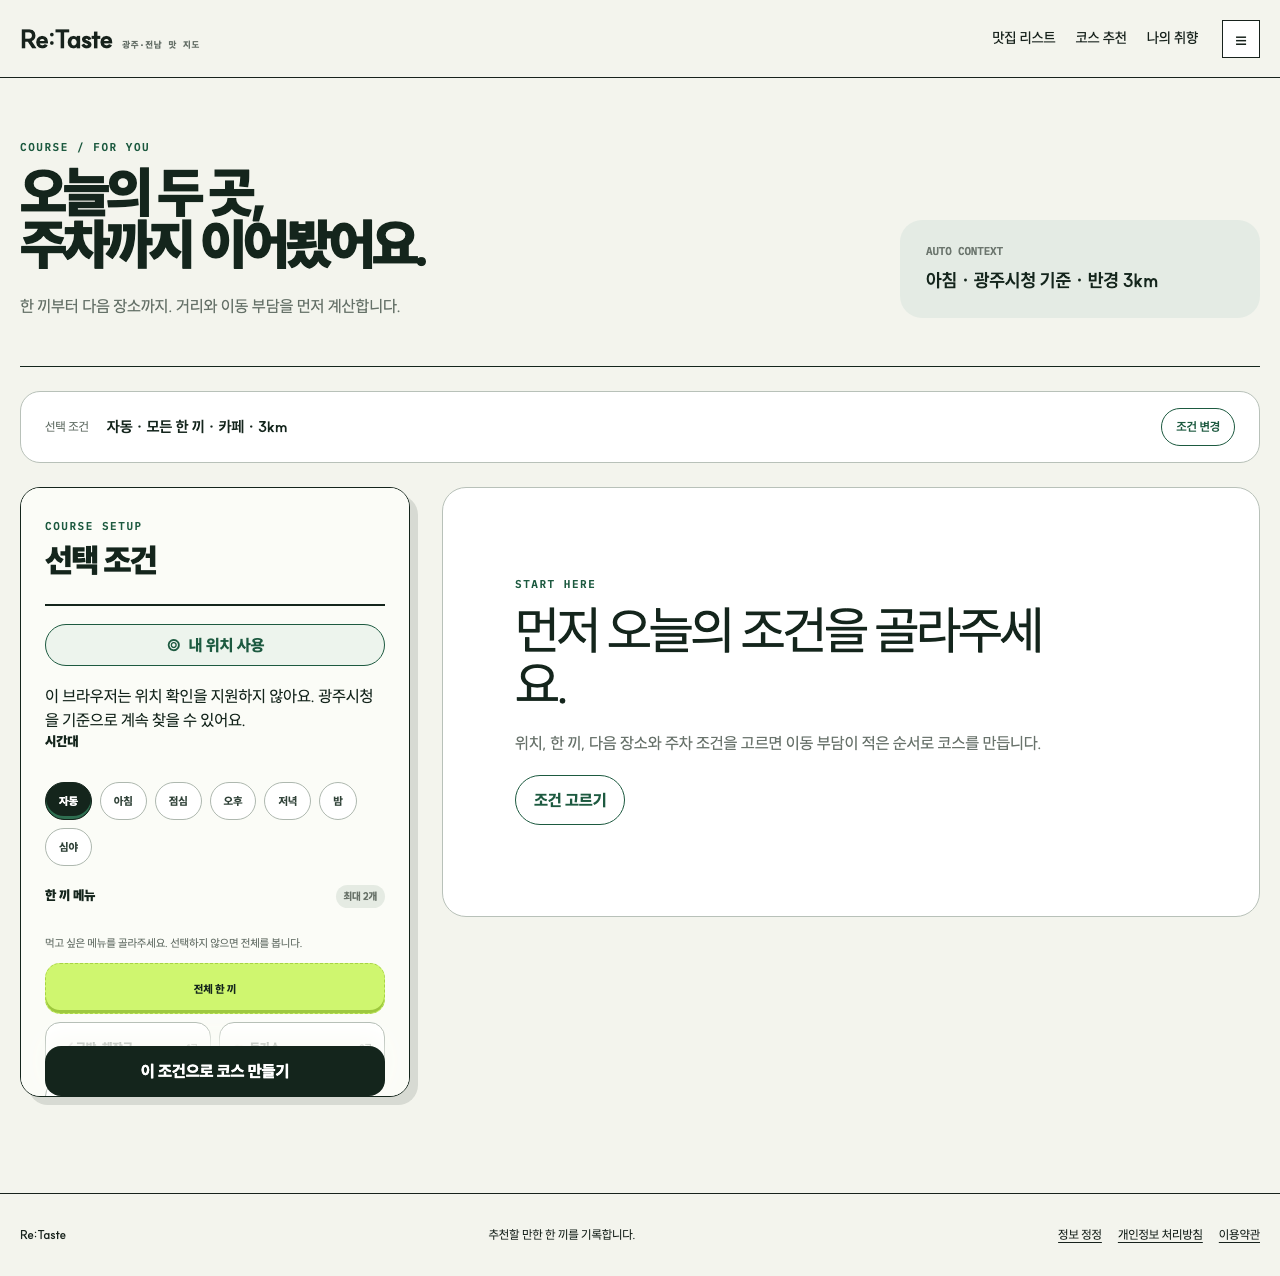 Re:Taste 광주·전남 맛 지도
맛집 리스트 코스 추천 나의 취향
COURSE / FOR YOU
오늘의 두 곳,
주차까지 이어봤어요.
한 끼부터 다음 장소까지. 거리와 이동 부담을 먼저 계산합니다.
AUTO CONTEXT
아침 · 광주시청 기준 · 반경 3km
선택 조건 자동 · 모든 한 끼 · 카페 · 3km
조건 변경
COURSE SETUP
선택 조건
◎ 내 위치 사용
이 브라우저는 위치 확인을 지원하지 않아요. 광주시청
을 기준으로 계속 찾을 수 있어요.
시간대
자동 아침 점심 오후 저녁 밤
심야
한 끼 메뉴 최대 2개
먹고 싶은 메뉴를 골라주세요. 선택하지 않으면 전체를 봅니다.
전체 한 끼
이 조건으로 코스 만들기
START HERE
먼저 오늘의 조건을 골라주세
요.
위치, 한 끼, 다음 장소와 주차 조건을 고르면 이동 부담이 적은 순서로 코스를 만듭니다.
조건 고르기
Re:Taste
추천할 만한 한 끼를 기록합니다.
정보 정정 개인정보 처리방침 이용약관